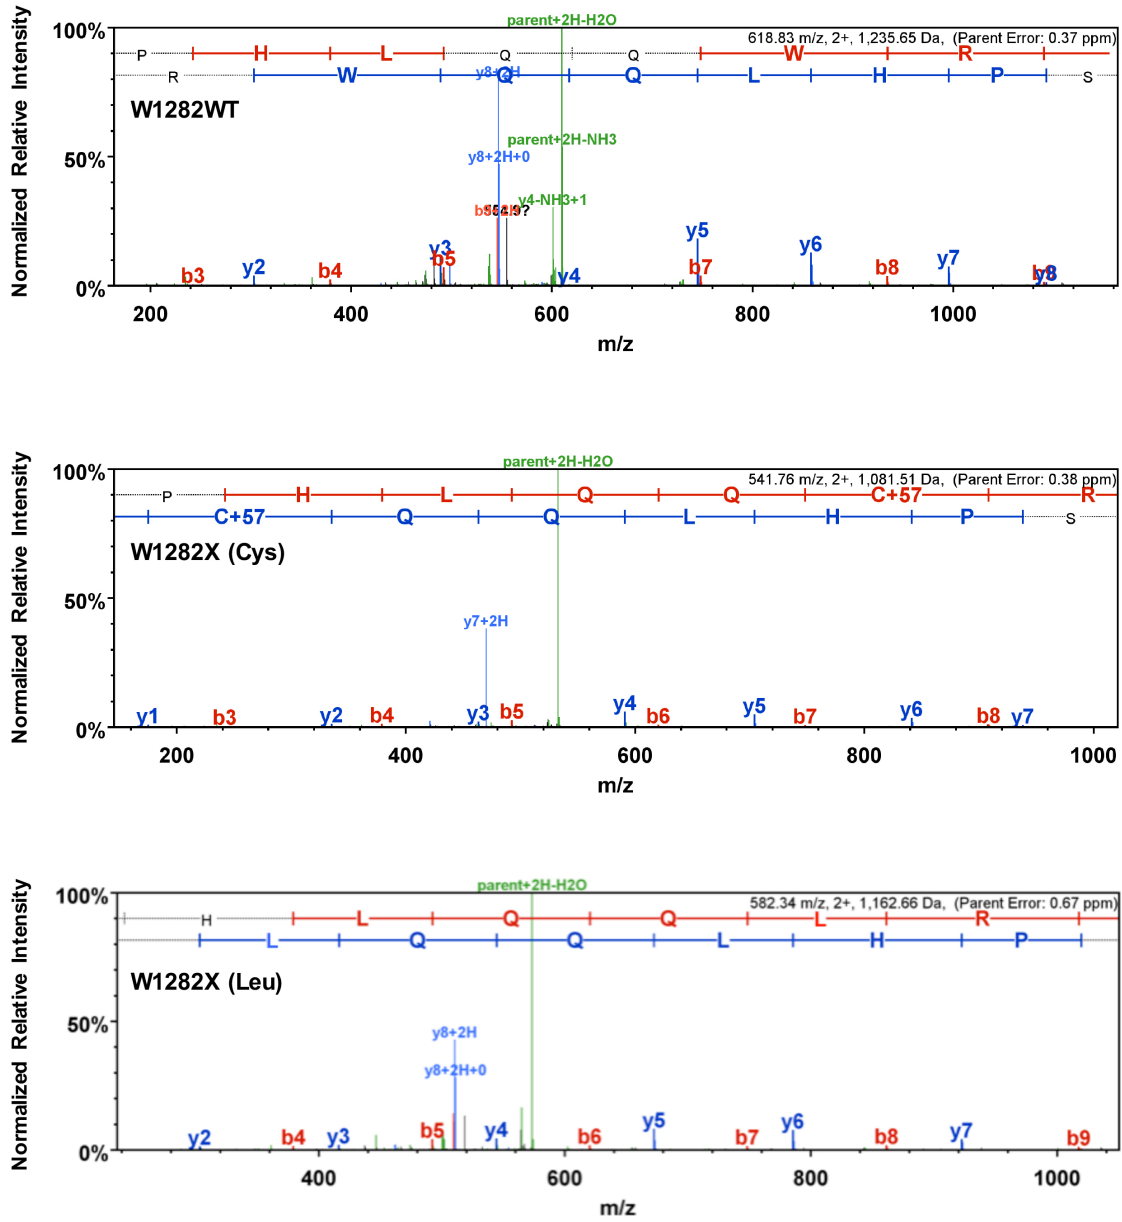 Normalized Relative Intensity
parent+2H-H2O
100%
618.83 m/z, 2+, 1,235.65 Da, (Parent Error: 0.37 ppm)
P H L Q Q W R
R W Q Q L H P S
y8+2H
W1282WT
parent+2H-NH3
50%
y8+2H+0
y4-NH3+1
y5
y3
y6
y7
b3 y2 b4 b5 y4 b7 b8 y8
0%
200 400 600 800 1000
m/z
Normalized Relative Intensity
parent+2H-H2O
100%
541.76 m/z, 2+, 1,081.51 Da, (Parent Error: 0.38 ppm)
P H L Q Q C+57 R
C+57 Q Q L H P S
W1282X (Cys)
50%
y7+2H
y1 b3 y2 b4 y3 b5 y4 b6 y5 b7 y6 b8 y7
0%
200 400 600 800 1000
m/z
Normalized Relative Intensity
parent+2H-H2O
100%
582.34 m/z, 2+, 1,162.66 Da, (Parent Error: 0.67 ppm)
H L Q Q L R
L Q Q L H P
W1282X (Leu)
50%
y8+2H
y8+2H+0
y2 b4 y3 b5 y4 b6 y5 b7 y6 b8 y7 b9
0%
400 600 800 1000
m/z